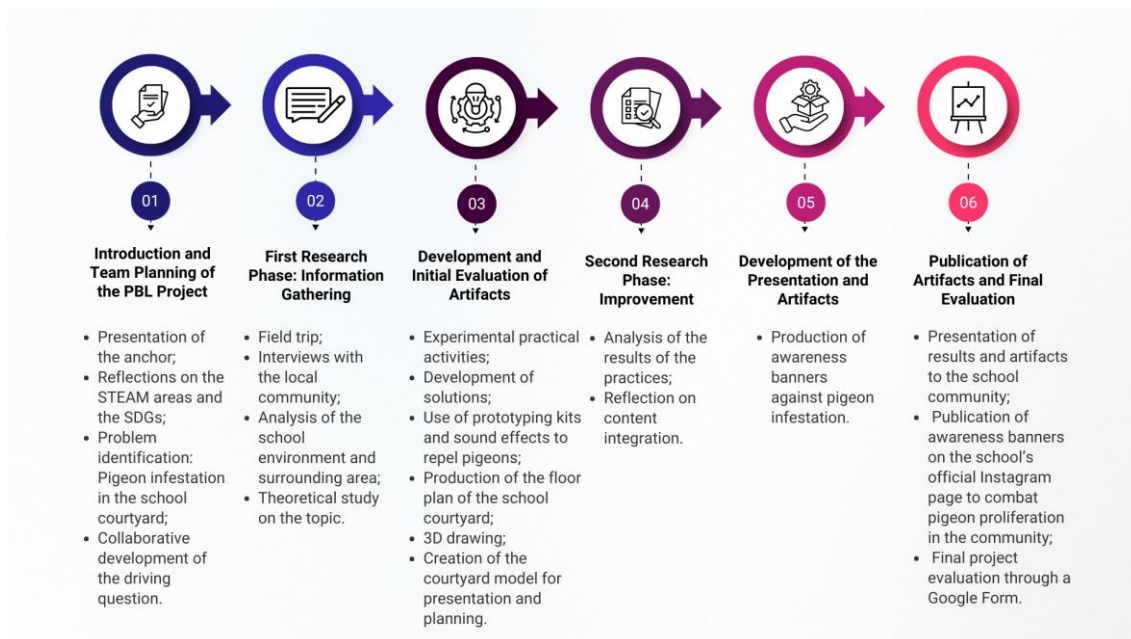 01
Introduction and
Team Planning of
the PBL Project
• Presentation of
the anchor;
• Reflections on the
STEAM areas and
the SDGs;
• Problem
identification:
Pigeon infestation
in the school
courtyard;
• Collaborative
development of
the driving
question.
02
First Research
Phase: Information
Gathering
• Field trip;
• Interviews with
the local
community;
• Analysis of the
school
environment and
surrounding area;
• Theoretical study
on the topic.
03
Development and
Initial Evaluation of
Artifacts
• Experimental practical
activities;
• Development of
solutions;
• Use of prototyping kits
and sound effects to
repel pigeons;
• Production of the floor
plan of the school
courtyard;
• 3D drawing;
• Creation of the
courtyard model for
presentation and
planning.
04
Second Research
Phase:
Improvement
• Analysis of the
results of the
practices;
• Reflection on
content
integration.
05
Development of the
Presentation and
Artifacts
• Production of
awareness
banners
against pigeon
infestation.
06
Publication of
Artifacts and Final
Evaluation
• Presentation of
results and artifacts
to the school
community;
• Publication of
awareness banners
on the school's
official Instagram
page to combat
pigeon proliferation
in the community;
• Final project
evaluation through a
Google Form.